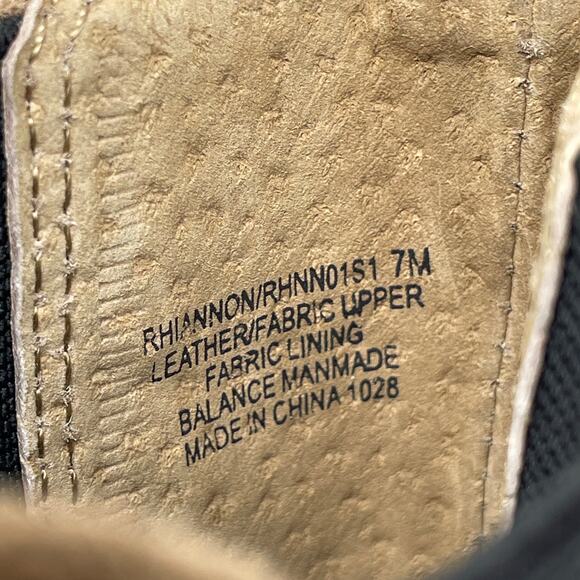 RHIANNON/RHNN01S1 7M
LEATHER/FABRIC UPPER
FABRIC LINING
BALANCE MANMADE
MADE IN CHINA 1028